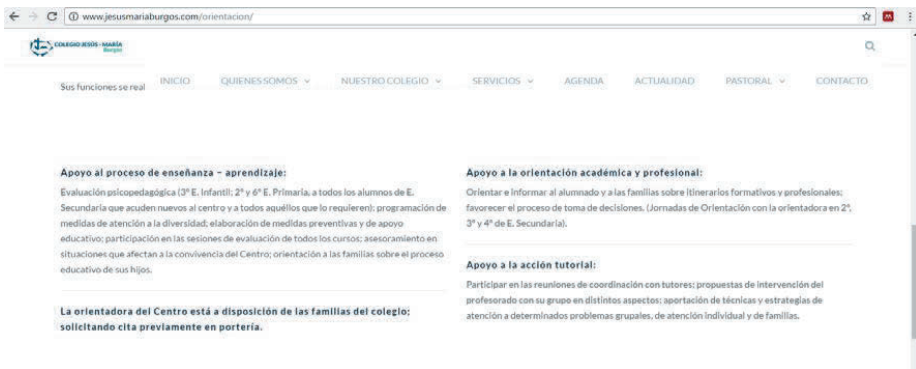 www.jesusmariaburgos.com/orientacion/
COLEGIO JESÚS - MARÍA
Burgos
INICIO QUIENES SOMOS NUESTRO COLEGIO SERVICIOS AGENDA ACTUALIDAD PASTORAL CONTACTO
Sus funciones se real
Apoyo al proceso de enseñanza – aprendizaje:
Evaluación psicopedagógica (3º E. Infantil; 2º y 6º E. Primaria, a todos los alumnos de E.
Secundaria que acuden nuevos al centro y a todos aquéllos que lo requieren); programación de
medidas de atención a la diversidad; elaboración de medidas preventivas y de apoyo
educativo; participación en las sesiones de evaluación de todos los cursos; asesoramiento en
situaciones que afectan a la convivencia del Centro; orientación a las familias sobre el proceso
educativo de sus hijos.
La orientadora del Centro está a disposición de las familias del colegio;
solicitando cita previamente en portería.
Apoyo a la orientación académica y profesional:
Orientar e informar al alumnado y a las familias sobre itinerarios formativos y profesionales;
favorecer el proceso de toma de decisiones. (Jornadas de Orientación con la orientadora en 2º,
3º y 4º de E. Secundaria).
Apoyo a la acción tutorial:
Participar en las reuniones de coordinación con tutores; propuestas de intervención del
profesorado con su grupo en distintos aspectos; aportación de técnicas y estrategias de
atención a determinados problemas grupales, de atención individual y de familias.